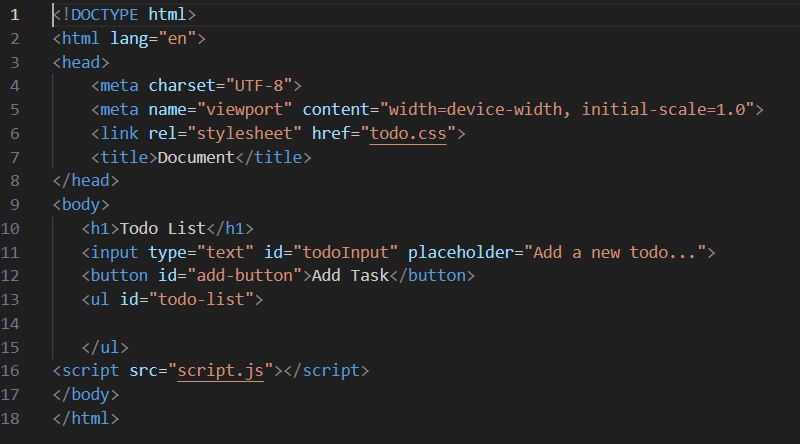 1 <!DOCTYPE html>
2 <html lang="en">
3 <head>
4     <meta charset="UTF-8">
5     <meta name="viewport" content="width=device-width, initial-scale=1.0">
6     <link rel="stylesheet" href="todo.css">
7     <title>Document</title>
8 </head>
9 <body>
10    <h1>Todo List</h1>
11    <input type="text" id="todoInput" placeholder="Add a new todo...">
12    <button id="add-button">Add Task</button>
13    <ul id="todo-list">
14
15    </ul>
16 <script src="script.js"></script>
17 </body>
18 </html>